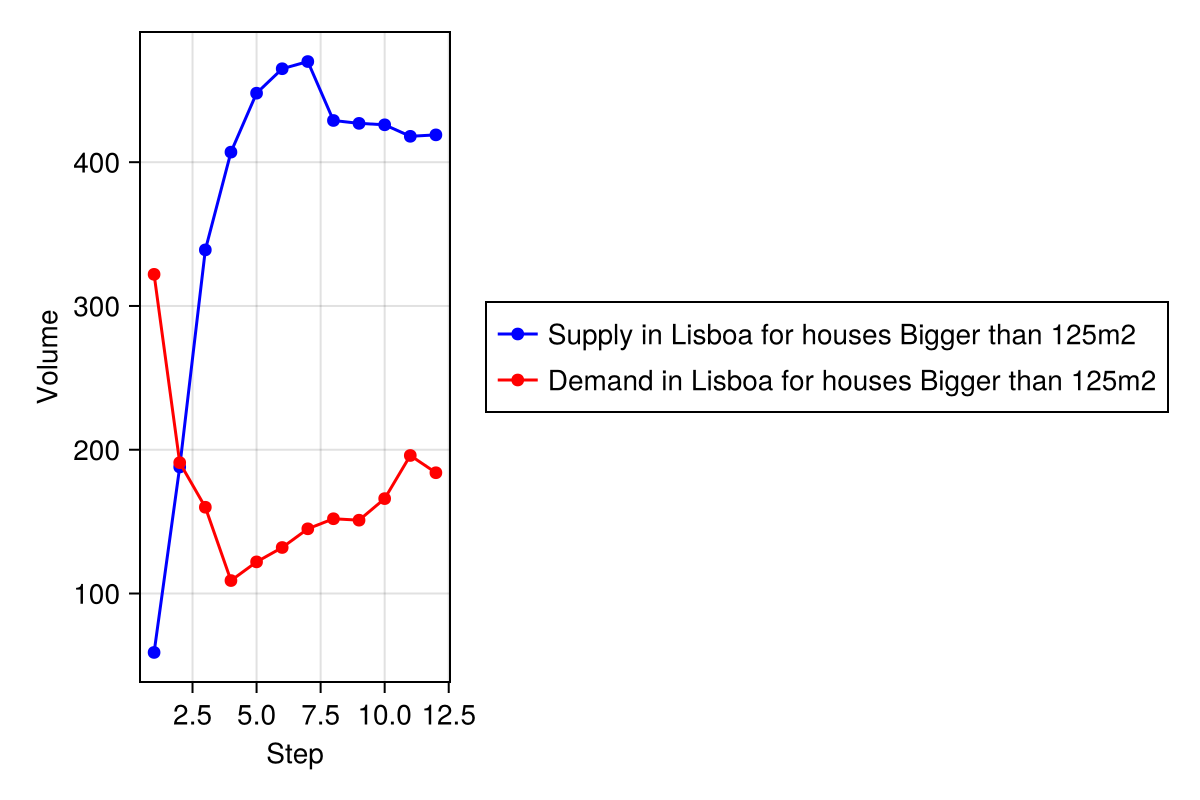 400
300
200
100
Volume
2.5 5.0 7.5 10.0 12.5
Step
Supply in Lisboa for houses Bigger than 125m2
Demand in Lisboa for houses Bigger than 125m2